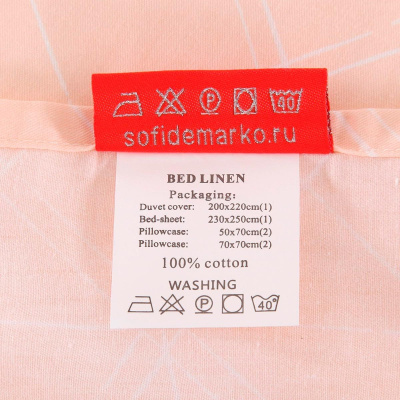 P 40
sofidemarko.ru
BED LINEN
Packaging:
Duvet cover: 200x220cm(1)
Bed-sheet: 230x250cm(1)
Pillowcase: 50x70cm(2)
Pillowcase: 70x70cm(2)
100% cotton
WASHING
P 40°